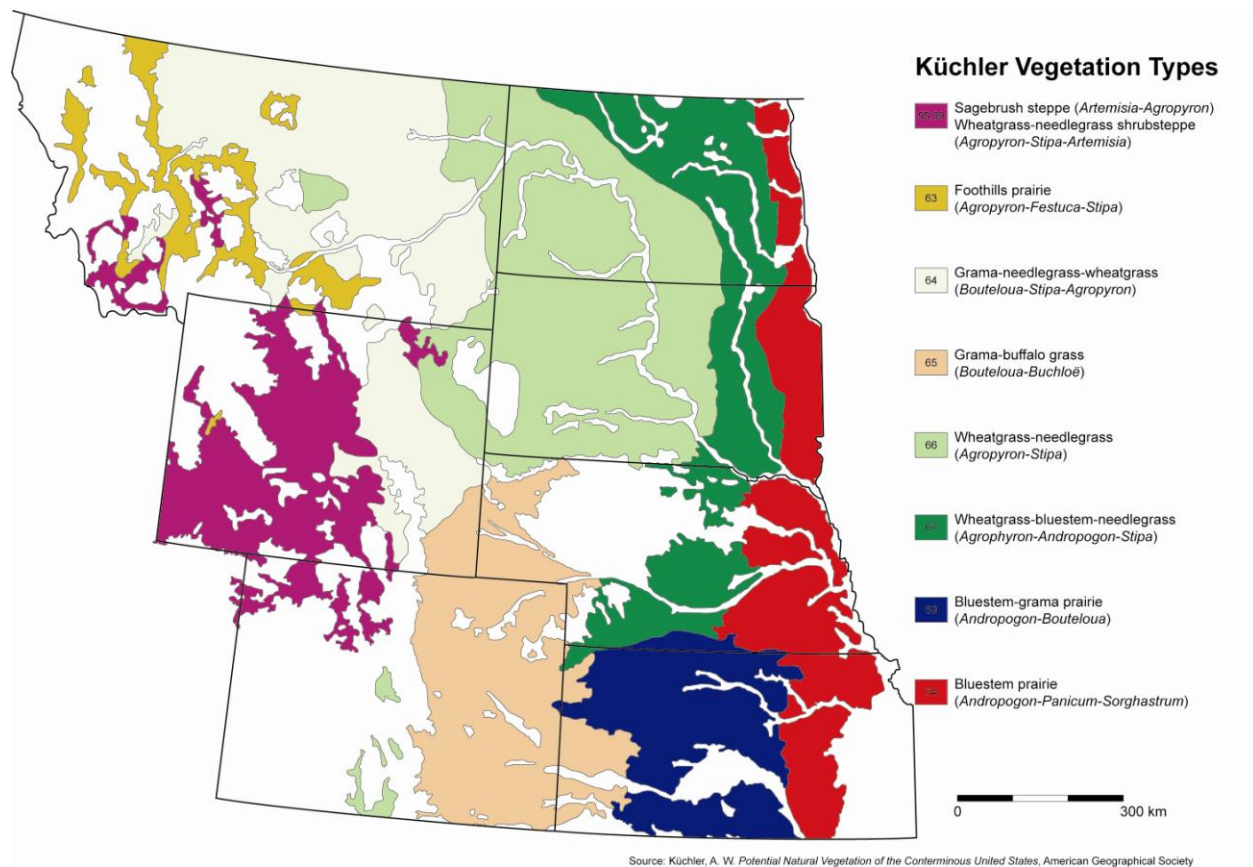 Küchler Vegetation Types
Sagebrush steppe (Artemisia-Agropyron)
Wheatgrass-needlegrass shrubsteppe
(Agropyron-Stipa-Artemisia)
63
Foothills prairie
(Agropyron-Festuca-Stipa)
64
Grama-needlegrass-wheatgrass
(Bouteloua-Stipa-Agropyron)
65
Grama-buffalo grass
(Bouteloua-Buchloë)
66
Wheatgrass-needlegrass
(Agropyron-Stipa)
67
Wheatgrass-bluestem-needlegrass
(Agrophyron-Andropogon-Stipa)
Bluestem-grama prairie
(Andropogon-Bouteloua)
74
Bluestem prairie
(Andropogon-Panicum-Sorghastrum)
0 300 km
Source: Küchler, A. W. Potential Natural Vegetation of the Conterminous United States, American Geographical Society